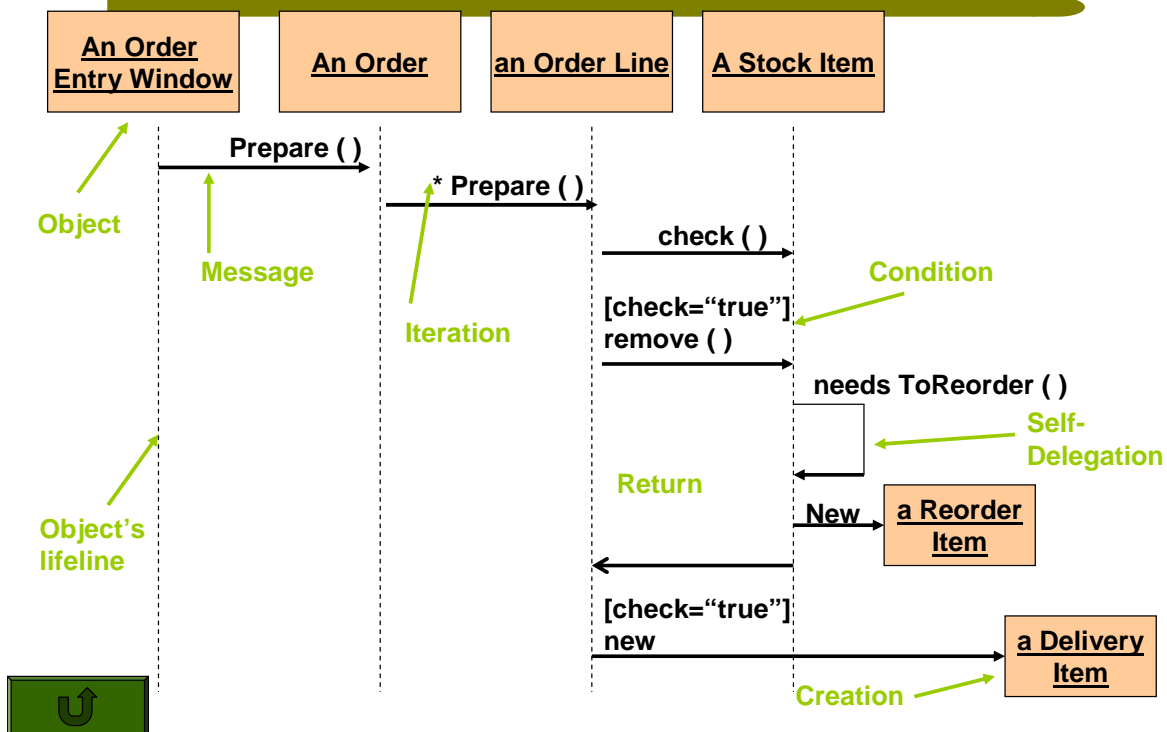 An Order
Entry Window
An Order
an Order Line
A Stock Item
Prepare ( )
* Prepare ( )
Object
check ( )
Message
Condition
[check=“true”]
remove ( )
Iteration
needs ToReorder ( )
Self-
Delegation
Return
New
a Reorder
Item
Object’s
lifeline
[check=“true”]
new
a Delivery
Item
Creation